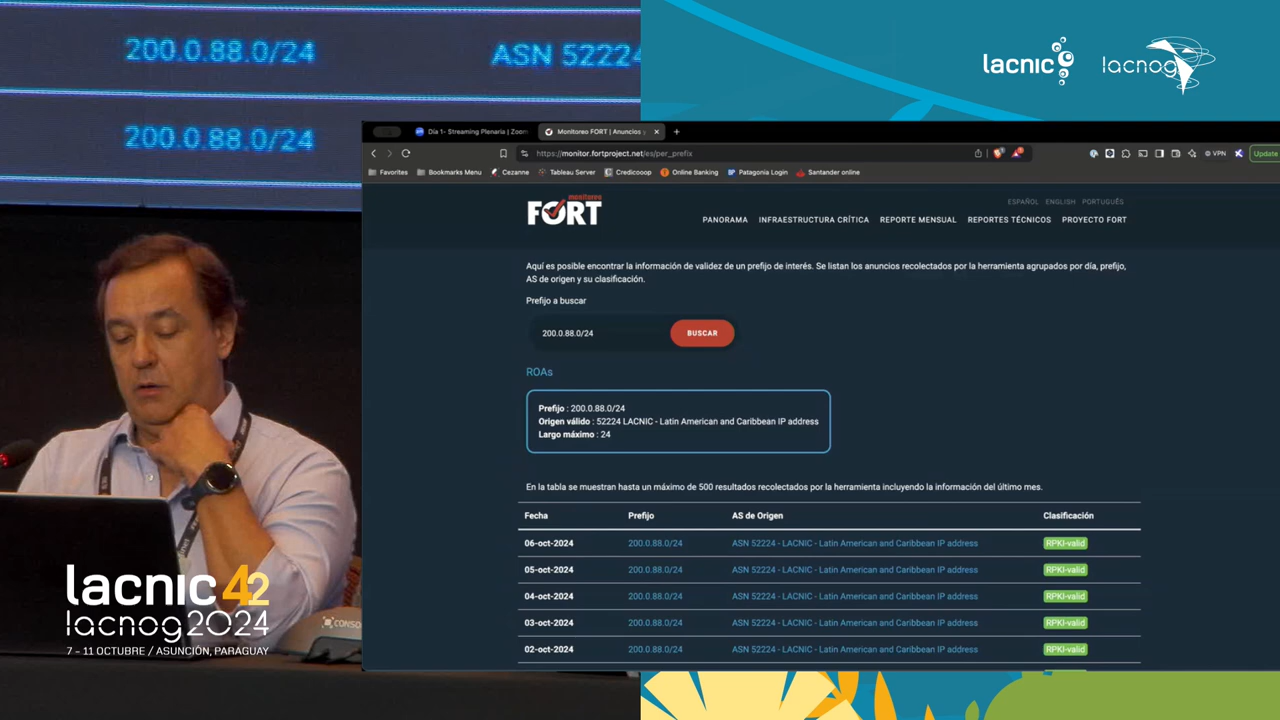 200.0.88.0/24 ASN 52224
200.0.88.0/24
lacnic
lacnog
Día 1- Streaming Plenaria | Zoom
Monitoreo FORT | Anuncios
https://monitor.fortproject.net/es/per_prefix
VPN
Update
Favorites
Bookmarks Menu
Cezanne
Tableau Server
Credicooop
Online Banking
Patagonia Login
Santander online
monitoreo
FORT
ESPAÑOL ENGLISH PORTUGUÊS
PANORAMA INFRAESTRUCTURA CRÍTICA REPORTE MENSUAL REPORTES TÉCNICOS PROYECTO FORT
Aquí es posible encontrar la información de validez de un prefijo de interés. Se listan los anuncios recolectados por la herramienta agrupados por día, prefijo,
AS de origen y su clasificación.
Prefijo a buscar
200.0.88.0/24 BUSCAR
ROAs
Prefijo : 200.0.88.0/24
Origen válido : 52224 LACNIC - Latin American and Caribbean IP address
Largo máximo : 24
En la tabla se muestran hasta un máximo de 500 resultados recolectados por la herramienta incluyendo la información del último mes.
Fecha Prefijo AS de Origen Clasificación
06-oct-2024 200.0.88.0/24 ASN 52224 - LACNIC - Latin American and Caribbean IP address RPKI-valid
05-oct-2024 200.0.88.0/24 ASN 52224 - LACNIC - Latin American and Caribbean IP address RPKI-valid
04-oct-2024 200.0.88.0/24 ASN 52224 - LACNIC - Latin American and Caribbean IP address RPKI-valid
03-oct-2024 200.0.88.0/24 ASN 52224 - LACNIC - Latin American and Caribbean IP address RPKI-valid
02-oct-2024 200.0.88.0/24 ASN 52224 - LACNIC - Latin American and Caribbean IP address RPKI-valid
lacnic 42
lacnog2024
7 – 11 OCTUBRE / ASUNCIÓN, PARAGUAY